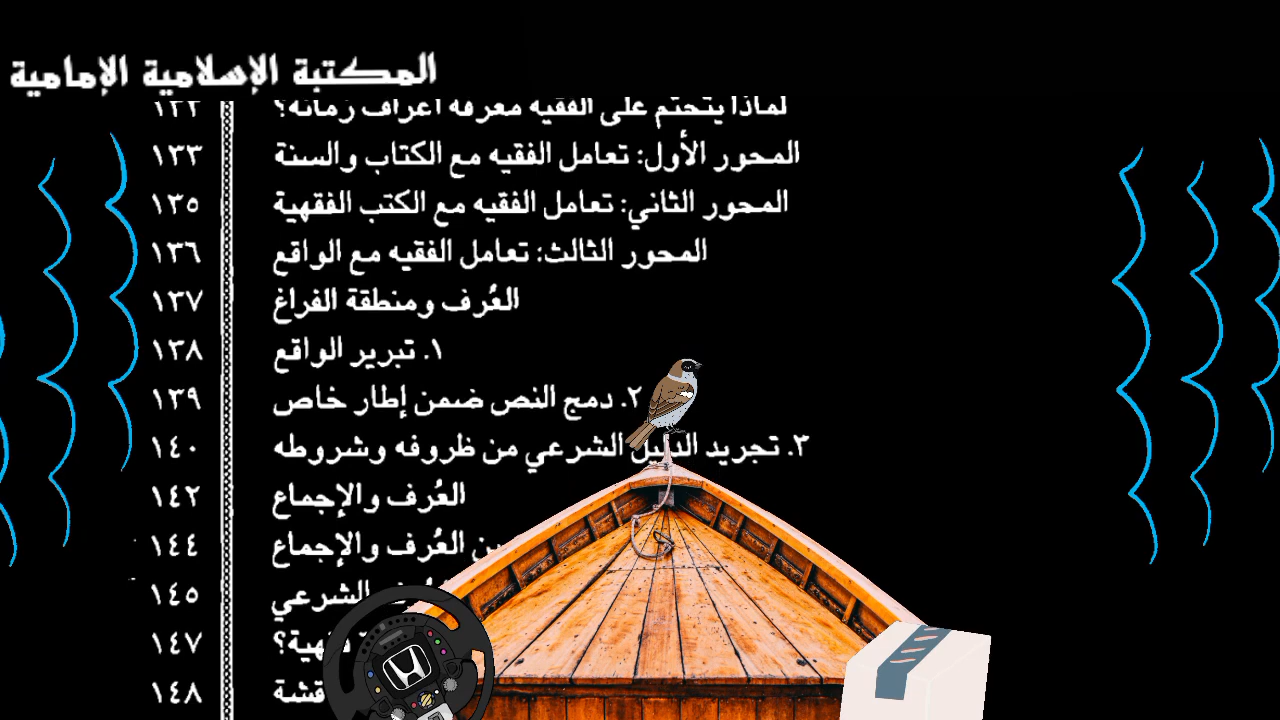 المكتبة الإسلامية الإمامية
لماذا يتحتم على الفقيه معرفة أعراف زمانه؟ ١٣٢
المحور الأول: تعامل الفقيه مع الكتاب والسنة ١٣٣
المحور الثاني: تعامل الفقيه مع الكتب الفقهية ١٣٥
المحور الثالث: تعامل الفقيه مع الواقع ١٣٦
العُرف ومنطقة الفراغ ١٣٧
١. تبرير الواقع ١٣٨
٢. دمج النص ضمن إطار خاص ١٣٩
٣. تجريد الدليل الشرعي من ظروفه وشروطه ١٤٠
العُرف والإجماع ١٤٢
العُرف والإجماع ١٤٤
الشرعي ١٤٥
١٤٧
١٤٨